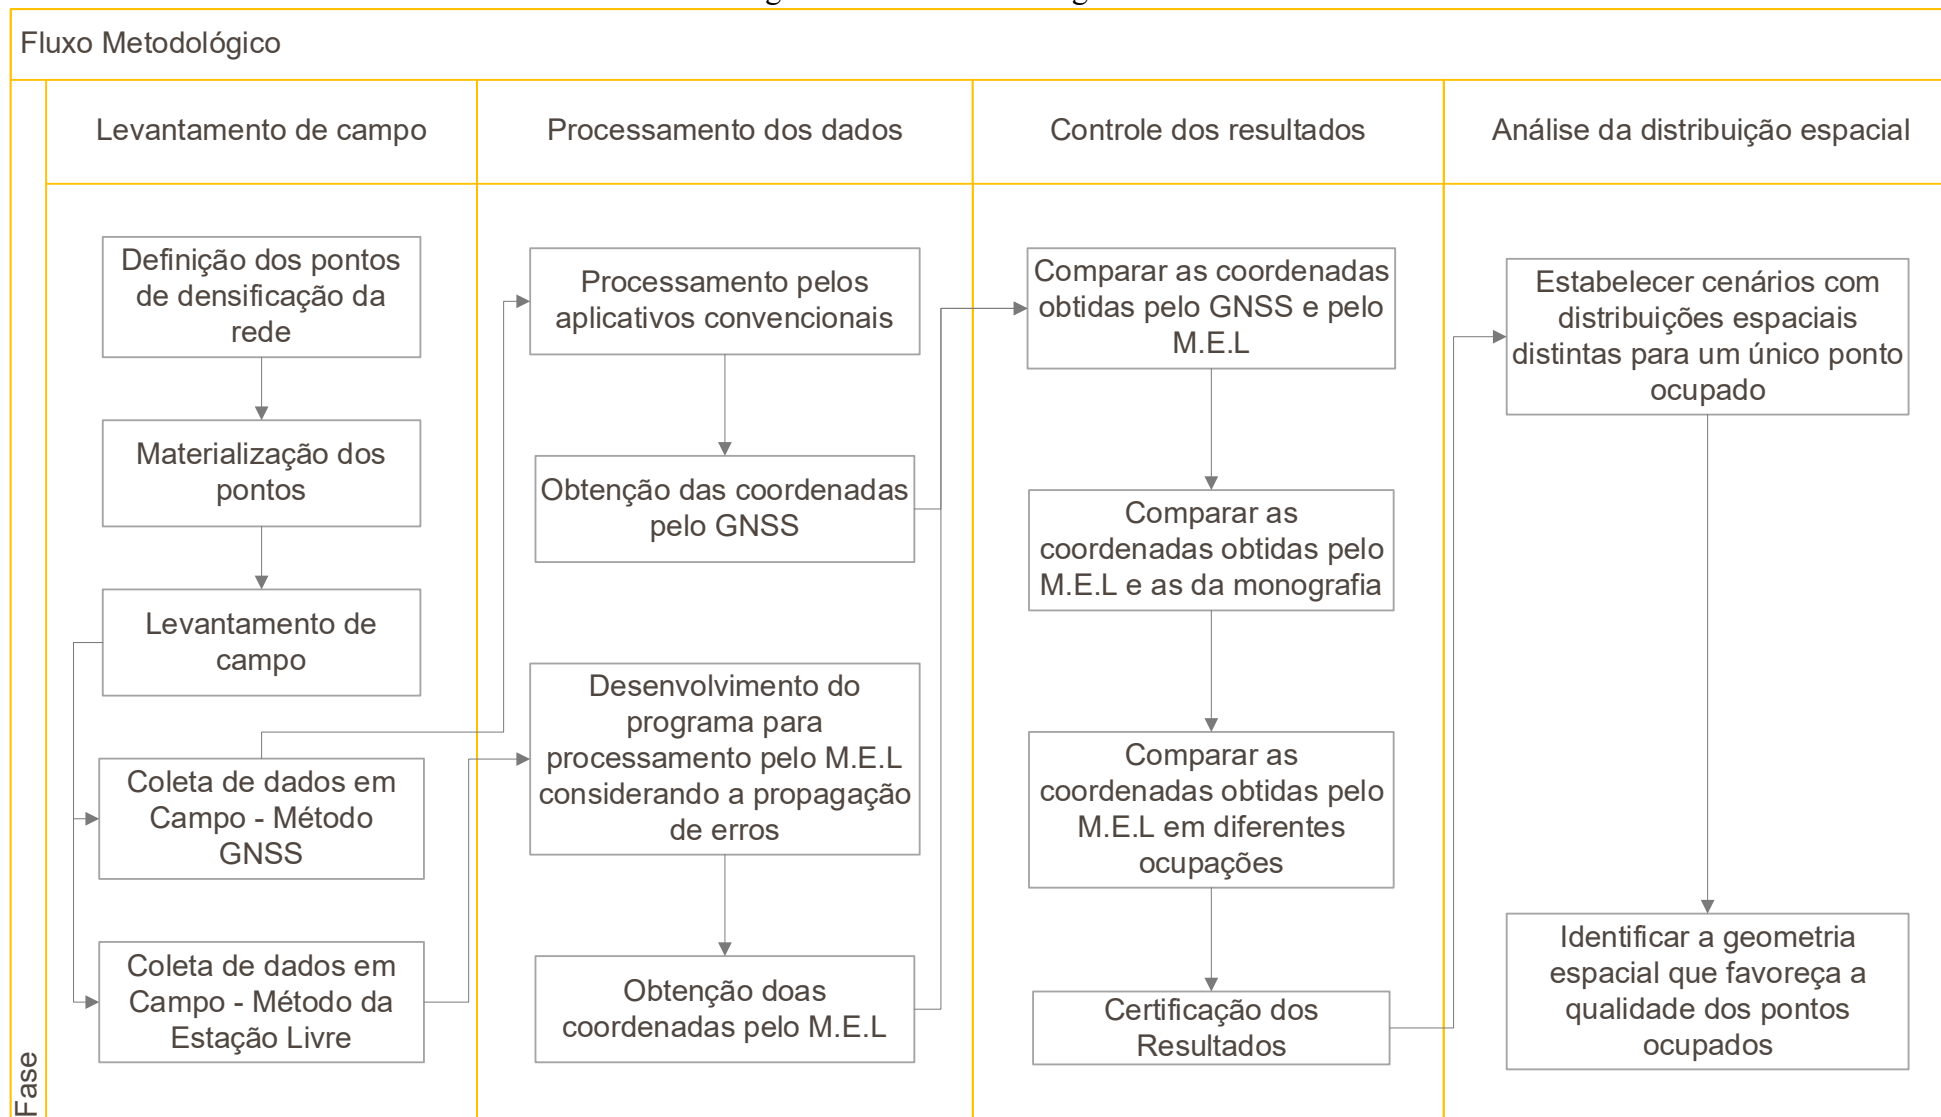 Fluxo Metodológico
Fase
Levantamento de campo
Processamento dos dados
Controle dos resultados
Análise da distribuição espacial
Definição dos pontos
de densificação da
rede
Materialização dos
pontos
Levantamento de
campo
Coleta de dados em
Campo - Método
GNSS
Coleta de dados em
Campo - Método da
Estação Livre
Processamento pelos
aplicativos convencionais
Obtenção das coordenadas
pelo GNSS
Desenvolvimento do
programa para
processamento pelo M.E.L
considerando a propagação
de erros
Obtenção doas
coordenadas pelo M.E.L
Comparar as coordenadas
obtidas pelo GNSS e pelo
M.E.L
Comparar as
coordenadas obtidas pelo
M.E.L e as da monografia
Comparar as
coordenadas obtidas pelo
M.E.L em diferentes
ocupações
Certificação dos
Resultados
Estabelecer cenários com
distribuições espaciais
distintas para um único ponto
ocupado
Identificar a geometria
espacial que favoreça a
qualidade dos pontos
ocupados